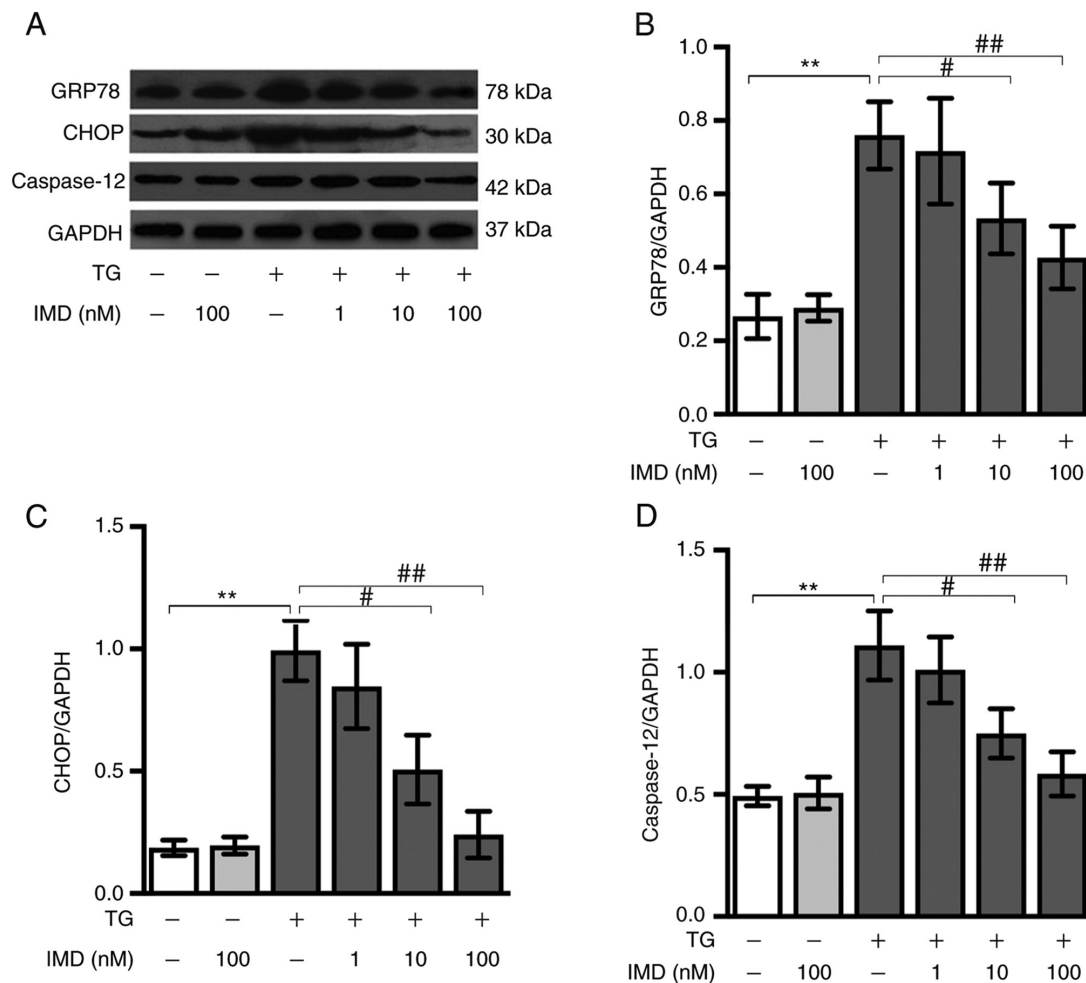 A
GRP78 78 kDa
CHOP 30 kDa
Caspase-12 42 kDa
GAPDH 37 kDa
TG – – + + + +
IMD (nM) – 100 – 1 10 100
B
GRP78/GAPDH
1.0
0.8
0.6
0.4
0.2
0.0
** # ##
TG – – + + + +
IMD (nM) – 100 – 1 10 100
C
CHOP/GAPDH
1.5
1.0
0.5
0.0
** # ##
TG – – + + + +
IMD (nM) – 100 – 1 10 100
D
Caspase-12/GAPDH
1.5
1.0
0.5
0.0
** # ##
TG – – + + + +
IMD (nM) – 100 – 1 10 100